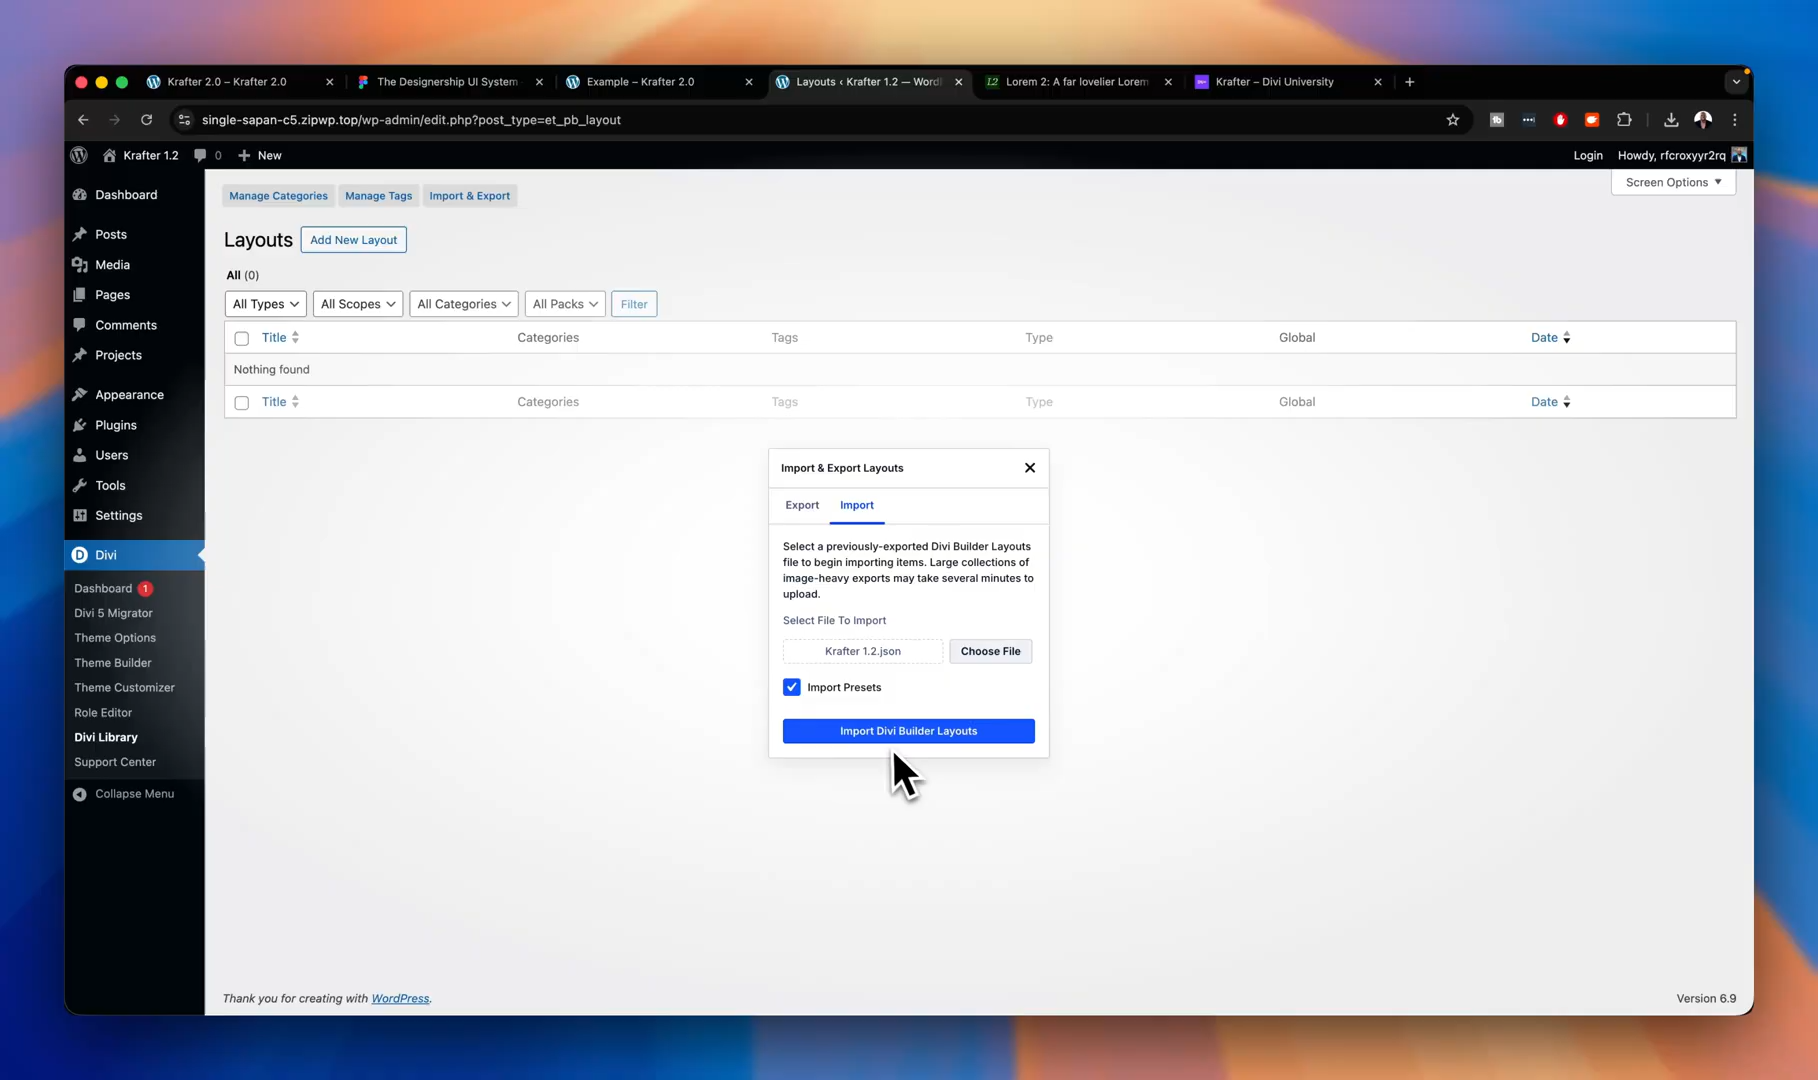 Krafter 2.0 – Krafter 2.0
The Designership UI System
Example – Krafter 2.0
Layouts ‹ Krafter 1.2 — Word
L2
Lorem 2: A far lovelier Lorem
Krafter – Divi University
single-sapan-c5.zipwp.top/wp-admin/edit.php?post_type=et_pb_layout
Krafter 1.2
0
New
Login
Howdy, rfcroxyyr2rq
Dashboard
Posts
Media
Pages
Comments
Projects
Appearance
Plugins
Users
Tools
Settings
D
Divi
Dashboard 1
Divi 5 Migrator
Theme Options
Theme Builder
Theme Customizer
Role Editor
Divi Library
Support Center
Collapse Menu
Manage Categories
Manage Tags
Import & Export
Screen Options
Layouts
Add New Layout
All (0)
All Types
All Scopes
All Categories
All Packs
Filter
Title
Categories
Tags
Type
Global
Date
Nothing found
Title
Categories
Tags
Type
Global
Date
Import & Export Layouts
Export
Import
Select a previously-exported Divi Builder Layouts
file to begin importing items. Large collections of
image-heavy exports may take several minutes to
upload.
Select File To Import
Krafter 1.2.json
Choose File
Import Presets
Import Divi Builder Layouts
Thank you for creating with WordPress.
Version 6.9